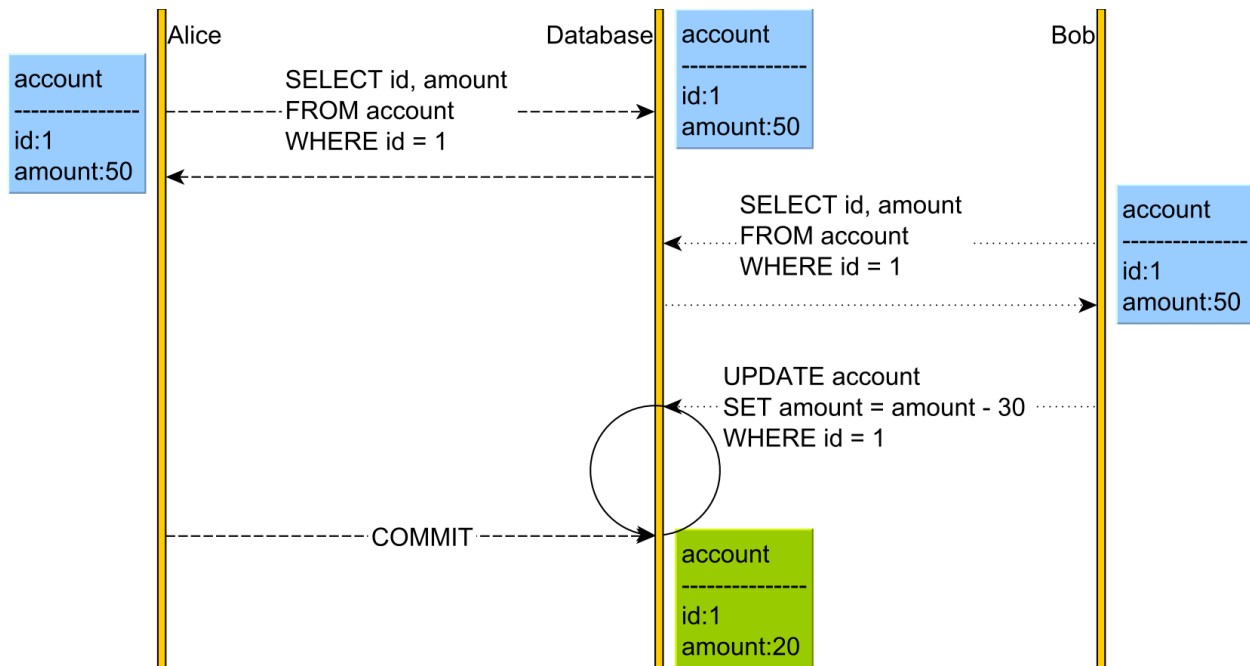 Alice
Database
Bob
account
---------------
id:1
amount:50
SELECT id, amount
FROM account
WHERE id = 1
account
---------------
id:1
amount:50
SELECT id, amount
FROM account
WHERE id = 1
account
---------------
id:1
amount:50
UPDATE account
SET amount = amount - 30
WHERE id = 1
COMMIT
account
---------------
id:1
amount:20